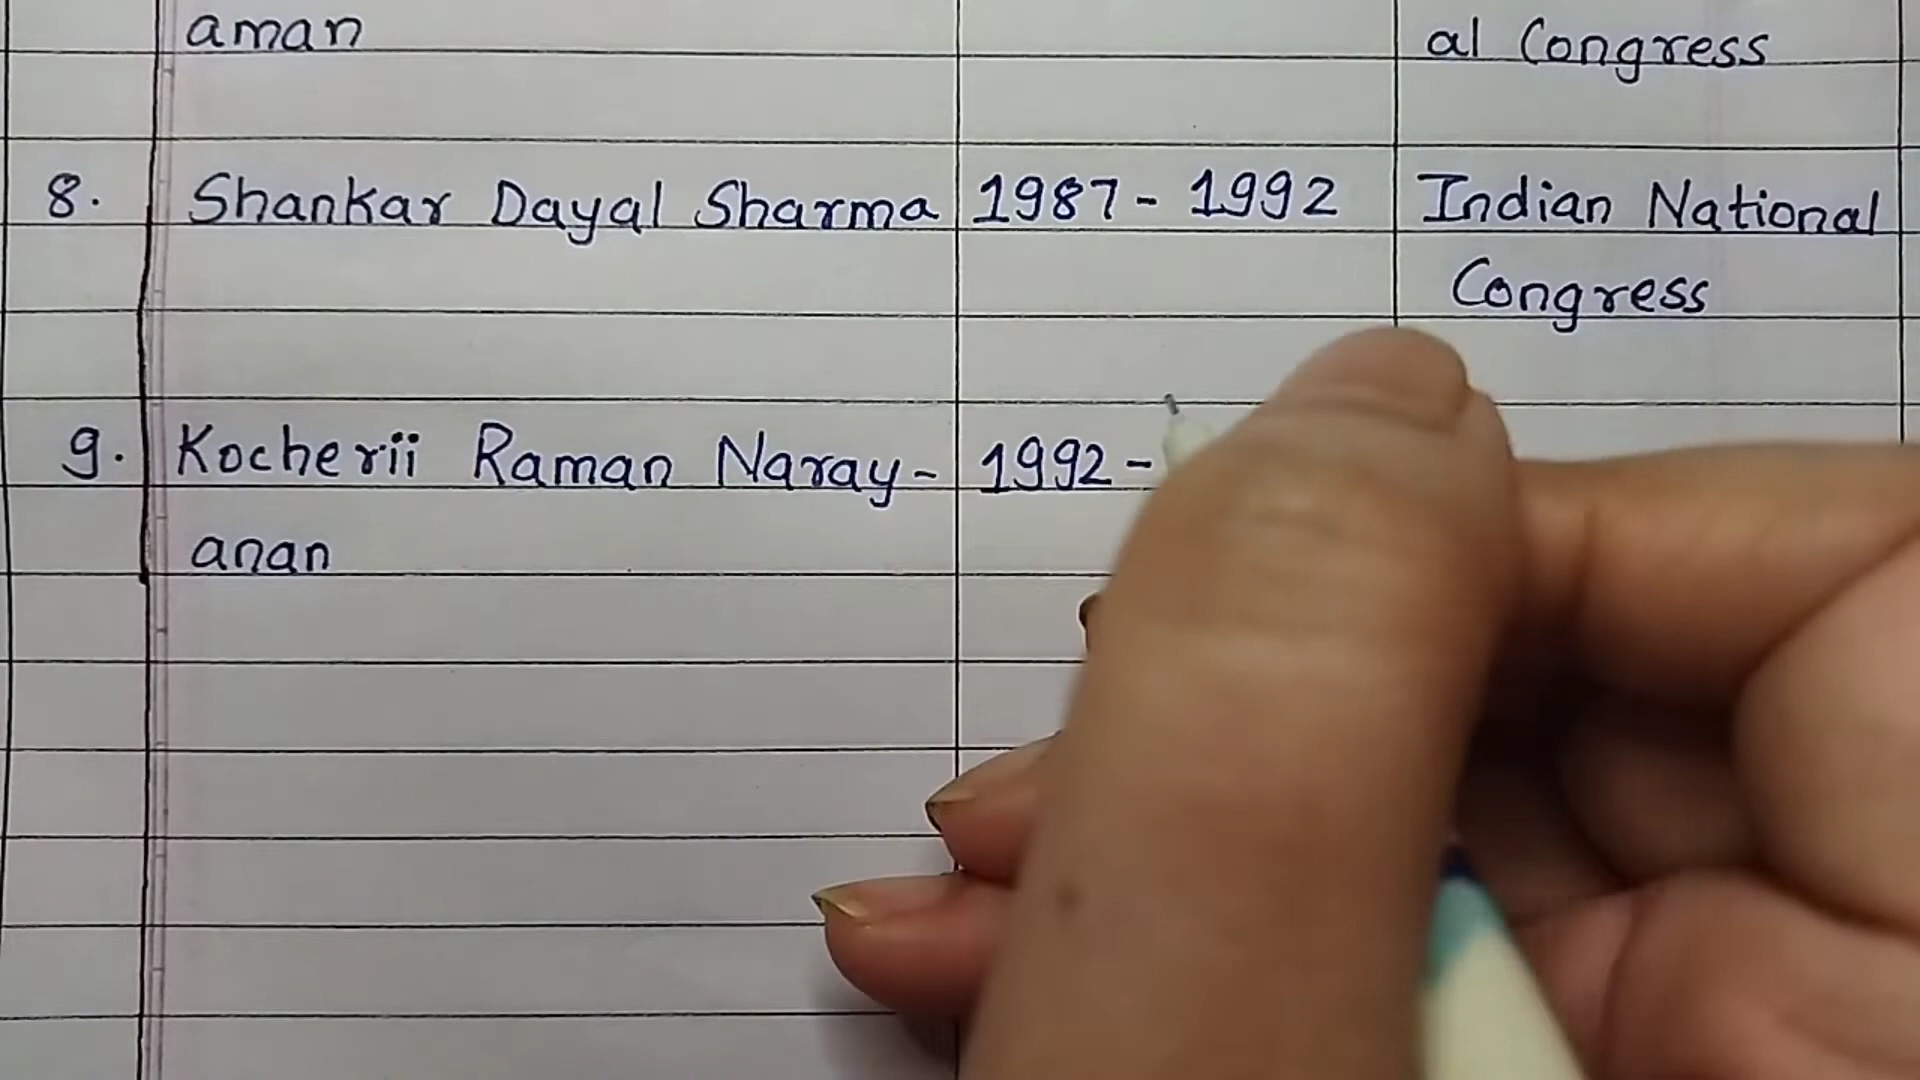 aman al Congress
8. Shankar Dayal Sharma 1987 - 1992 Indian National
Congress
9. Kocherii Raman Naray- 1992 -
anan